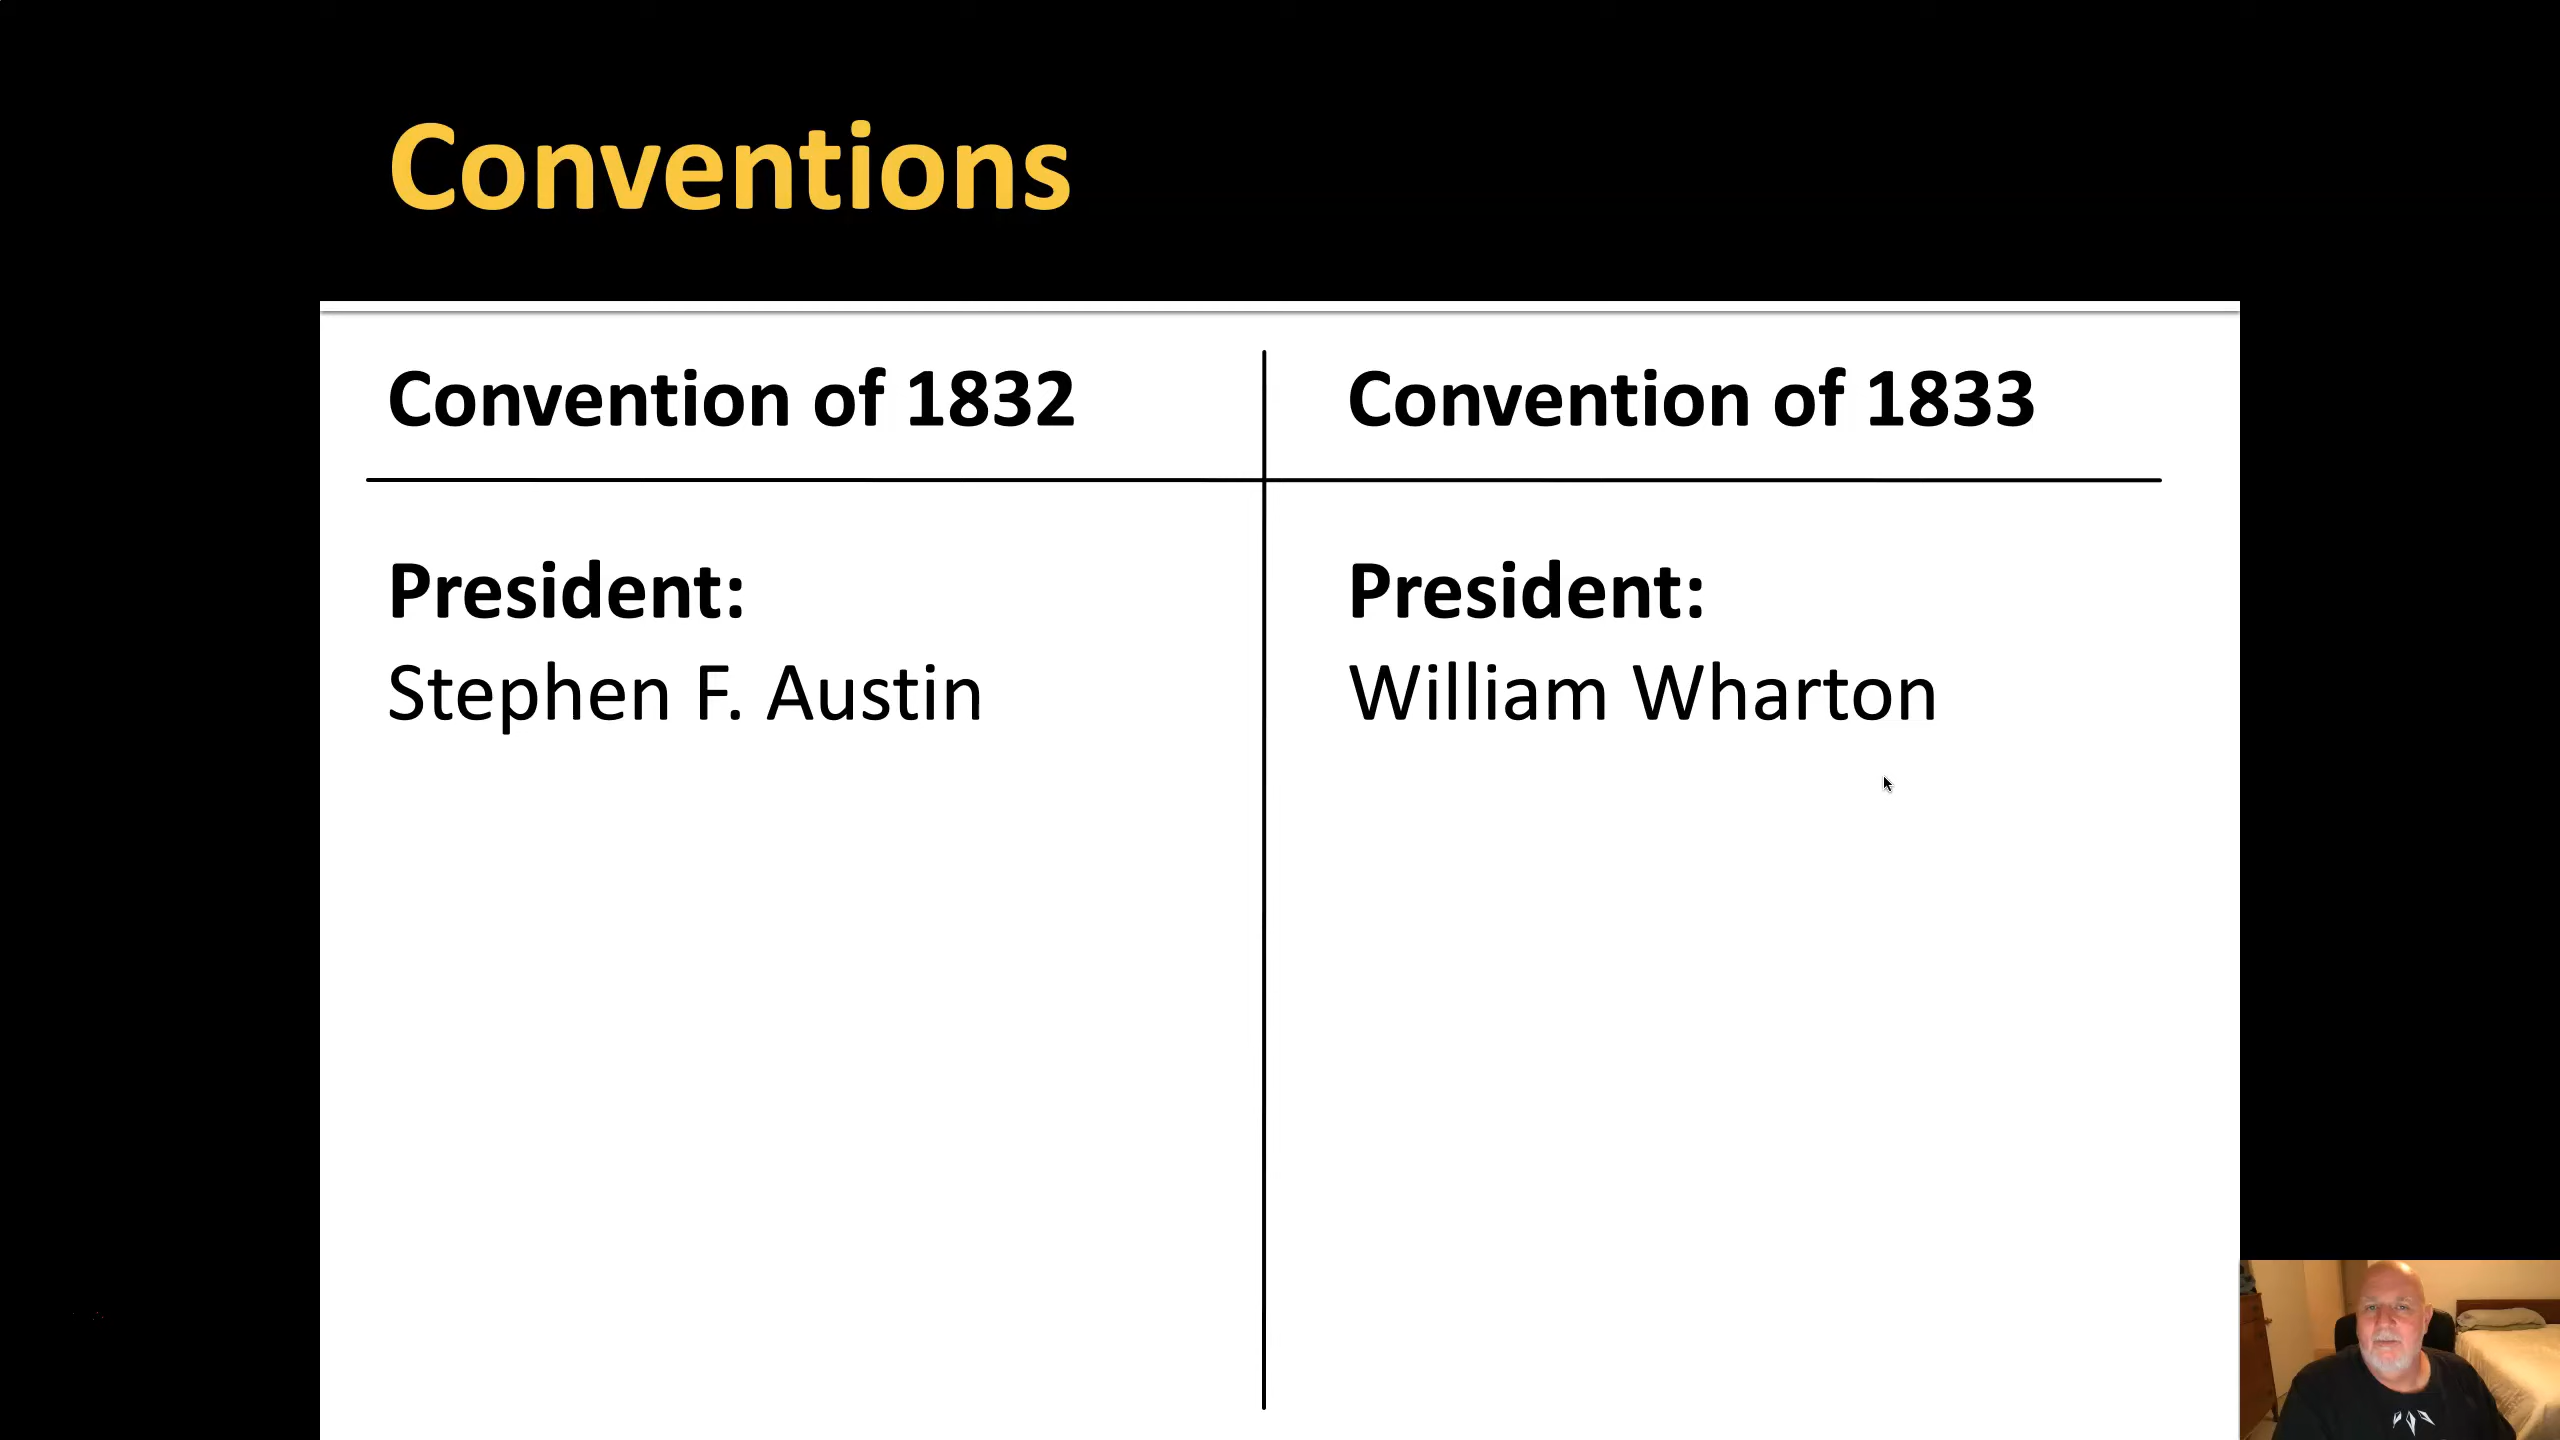 Conventions
Convention of 1832
Convention of 1833
President:
Stephen F. Austin
President:
William Wharton